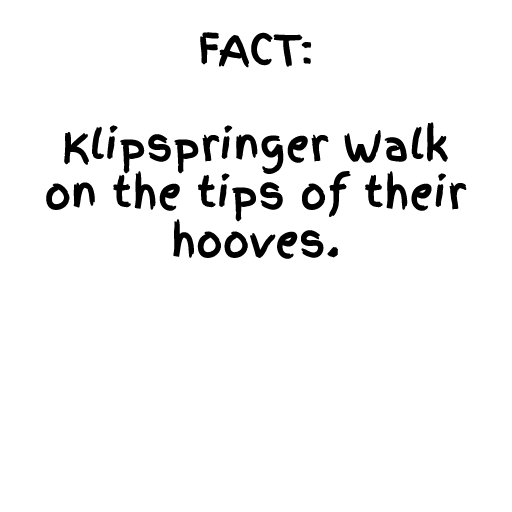 FACT:
Klipspringer walk
on the tips of their
hooves.